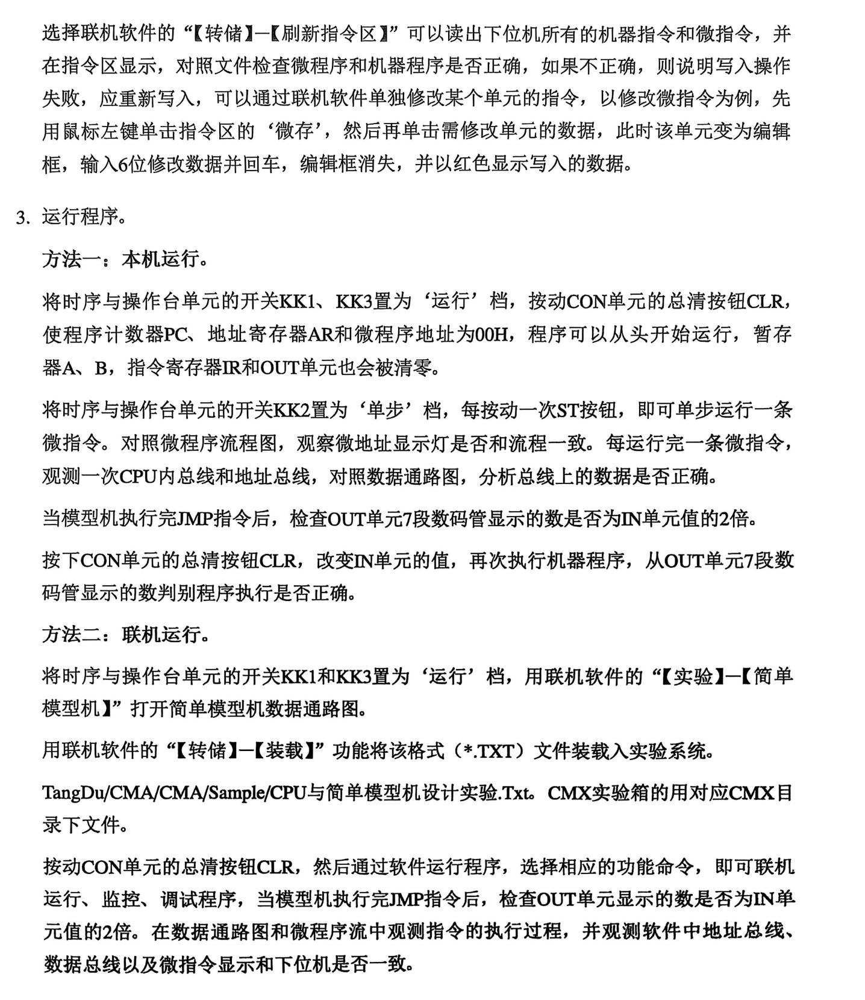 选择联机软件的“【转储】—【刷新指令区】”可以读出下位机所有的机器指令和微指令，并
在指令区显示，对照文件检查微程序和机器程序是否正确，如果不正确，则说明写入操作
失败，应重新写入，可以通过联机软件单独修改某个单元的指令，以修改微指令为例，先
用鼠标左键单击指令区的‘微存’，然后再单击需修改单元的数据，此时该单元变为编辑
框，输入6位修改数据并回车，编辑框消失，并以红色显示写入的数据。
3. 运行程序。
方法一：本机运行。
将时序与操作台单元的开关KK1、KK3置为‘运行’档，按动CON单元的总清按钮CLR，
使程序计数器PC、地址寄存器AR和微程序地址为00H，程序可以从头开始运行，暂存
器A、B，指令寄存器IR和OUT单元也会被清零。
将时序与操作台单元的开关KK2置为‘单步’档，每按动一次ST按钮，即可单步运行一条
微指令。对照微程序流程图，观察微地址显示灯是否和流程一致。每运行完一条微指令，
观测一次CPU内总线和地址总线，对照数据通路图，分析总线上的数据是否正确。
当模型机执行完JMP指令后，检查OUT单元7段数码管显示的数是否为IN单元值的2倍。
按下CON单元的总清按钮CLR，改变IN单元的值，再次执行机器程序，从OUT单元7段数
码管显示的数判别程序执行是否正确。
方法二：联机运行。
将时序与操作台单元的开关KK1和KK3置为‘运行’档，用联机软件的“【实验】—【简单
模型机】”打开简单模型机数据通路图。
用联机软件的“【转储】—【装载】”功能将该格式（*.TXT）文件装载入实验系统。
TangDu/CMA/CMA/Sample/CPU与简单模型机设计实验.Txt。CMX实验箱的用对应CMX目
录下文件。
按动CON单元的总清按钮CLR，然后通过软件运行程序，选择相应的功能命令，即可联机
运行、监控、调试程序，当模型机执行完JMP指令后，检查OUT单元显示的数是否为IN单
元值的2倍。在数据通路图和微程序流中观测指令的执行过程，并观测软件中地址总线、
数据总线以及微指令显示和下位机是否一致。